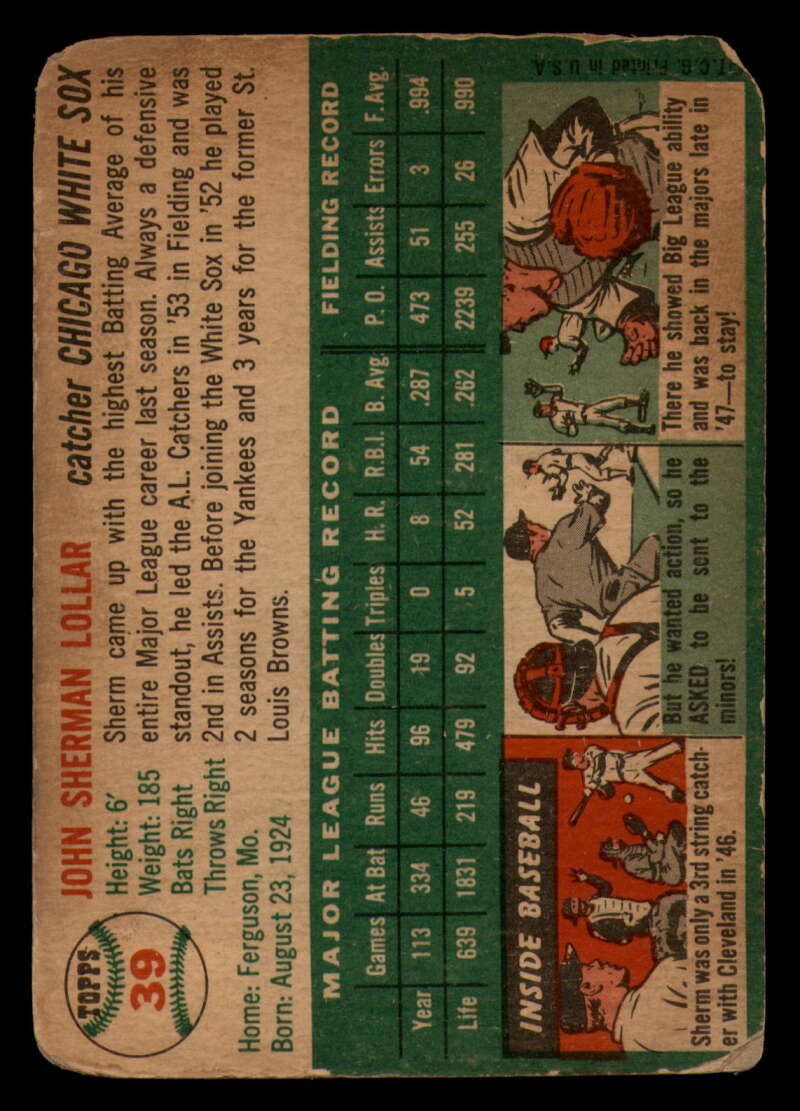 TOPPS
39
JOHN SHERMAN LOLLAR catcher CHICAGO WHITE SOX
Height: 6'
Weight: 185
Bats Right
Throws Right
Home: Ferguson, Mo.
Born: August 23, 1924
Sherm came up with the highest Batting Average of his
entire Major League career last season. Always a defensive
standout, he led the A.L. Catchers in '53 in Fielding and was
2nd in Assists. Before joining the White Sox in '52 he played
2 seasons for the Yankees and 3 years for the former St.
Louis Browns.
MAJOR LEAGUE BATTING RECORD FIELDING RECORD
Games At Bat Runs Hits Doubles Triples H. R. R.B.I. B. Avg. P. O. Assists Errors F. Avg.
Year 113 334 46 96 19 0 8 54 .287 473 51 3 .994
Life 639 1831 219 479 92 5 52 281 .262 2239 255 26 .990
INSIDE BASEBALL
Sherm was only a 3rd string catch-
er with Cleveland in '46.
But he wanted action, so he
ASKED to be sent to the
minors!
There he showed Big League ability
and was back in the majors late in
'47—to stay!
T.C.G. Printed in U.S.A.